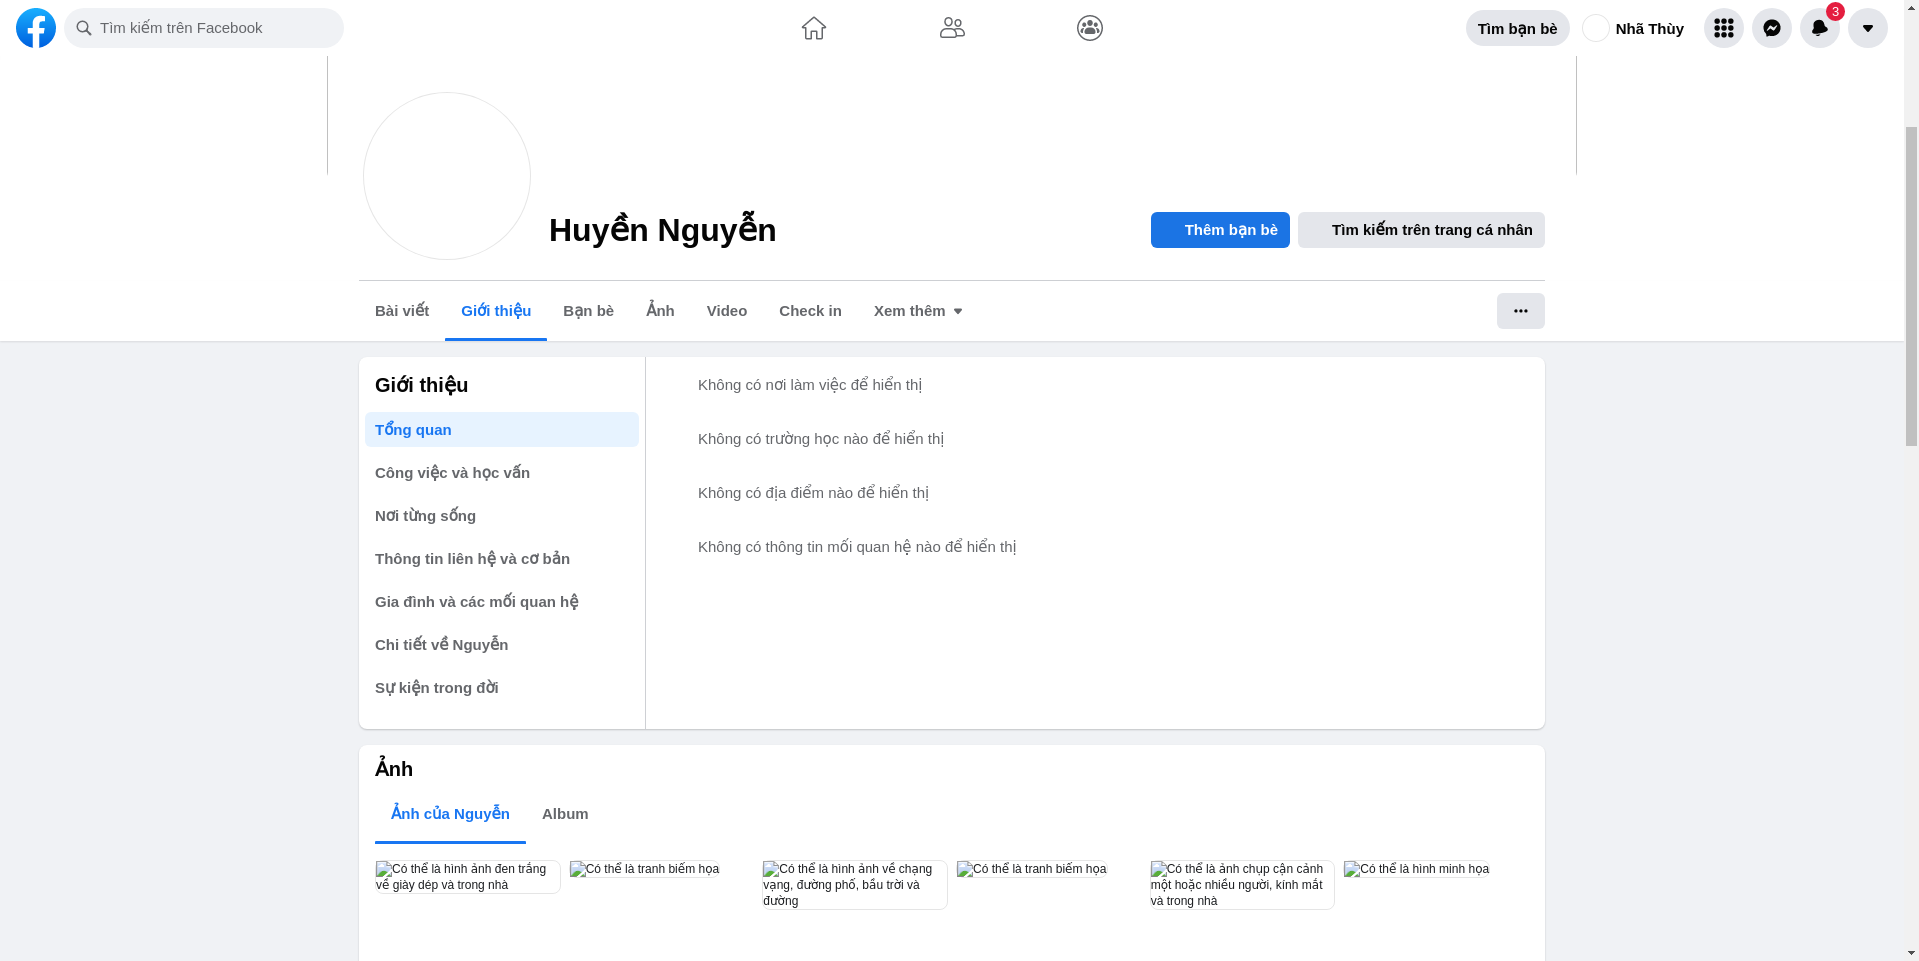 Tìm kiếm trên Facebook
Tìm bạn bè
Nhã Thùy
3
Huyền Nguyễn
Thêm bạn bè
Tìm kiếm trên trang cá nhân
Bài viết
Giới thiệu
Bạn bè
Ảnh
Video
Check in
Xem thêm
Giới thiệu
Tổng quan
Công việc và học vấn
Nơi từng sống
Thông tin liên hệ và cơ bản
Gia đình và các mối quan hệ
Chi tiết về Nguyễn
Sự kiện trong đời
Không có nơi làm việc để hiển thị
Không có trường học nào để hiển thị
Không có địa điểm nào để hiển thị
Không có thông tin mối quan hệ nào để hiển thị
Ảnh
Ảnh của Nguyễn
Album
Có thể là hình ảnh đen trắng
về giày dép và trong nhà
Có thể là tranh biếm họa
Có thể là hình ảnh về chạng
vạng, đường phố, bầu trời và
đường
Có thể là tranh biếm họa
Có thể là ảnh chụp cận cảnh
một hoặc nhiều người, kính mắt
và trong nhà
Có thể là hình minh họa